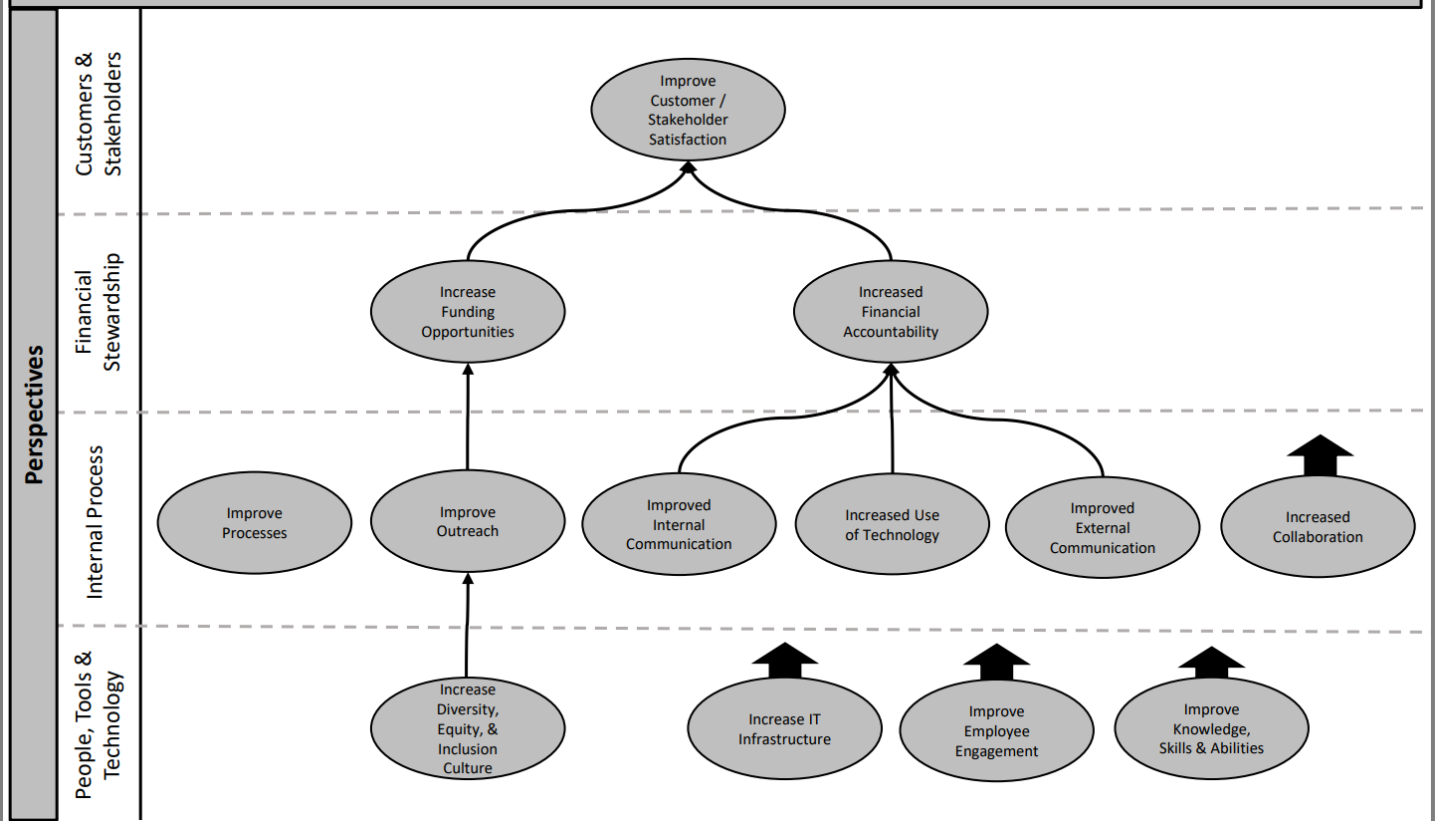 Perspectives
Customers &
Stakeholders
Improve
Customer /
Stakeholder
Satisfaction
Financial
Stewardship
Increase
Funding
Opportunities
Increased
Financial
Accountability
Internal Process
Improve
Processes
Improve
Outreach
Improved
Internal
Communication
Increased Use
of Technology
Improved
External
Communication
Increased
Collaboration
People, Tools &
Technology
Increase
Diversity,
Equity, &
Inclusion
Culture
Increase IT
Infrastructure
Improve
Employee
Engagement
Improve
Knowledge,
Skills & Abilities